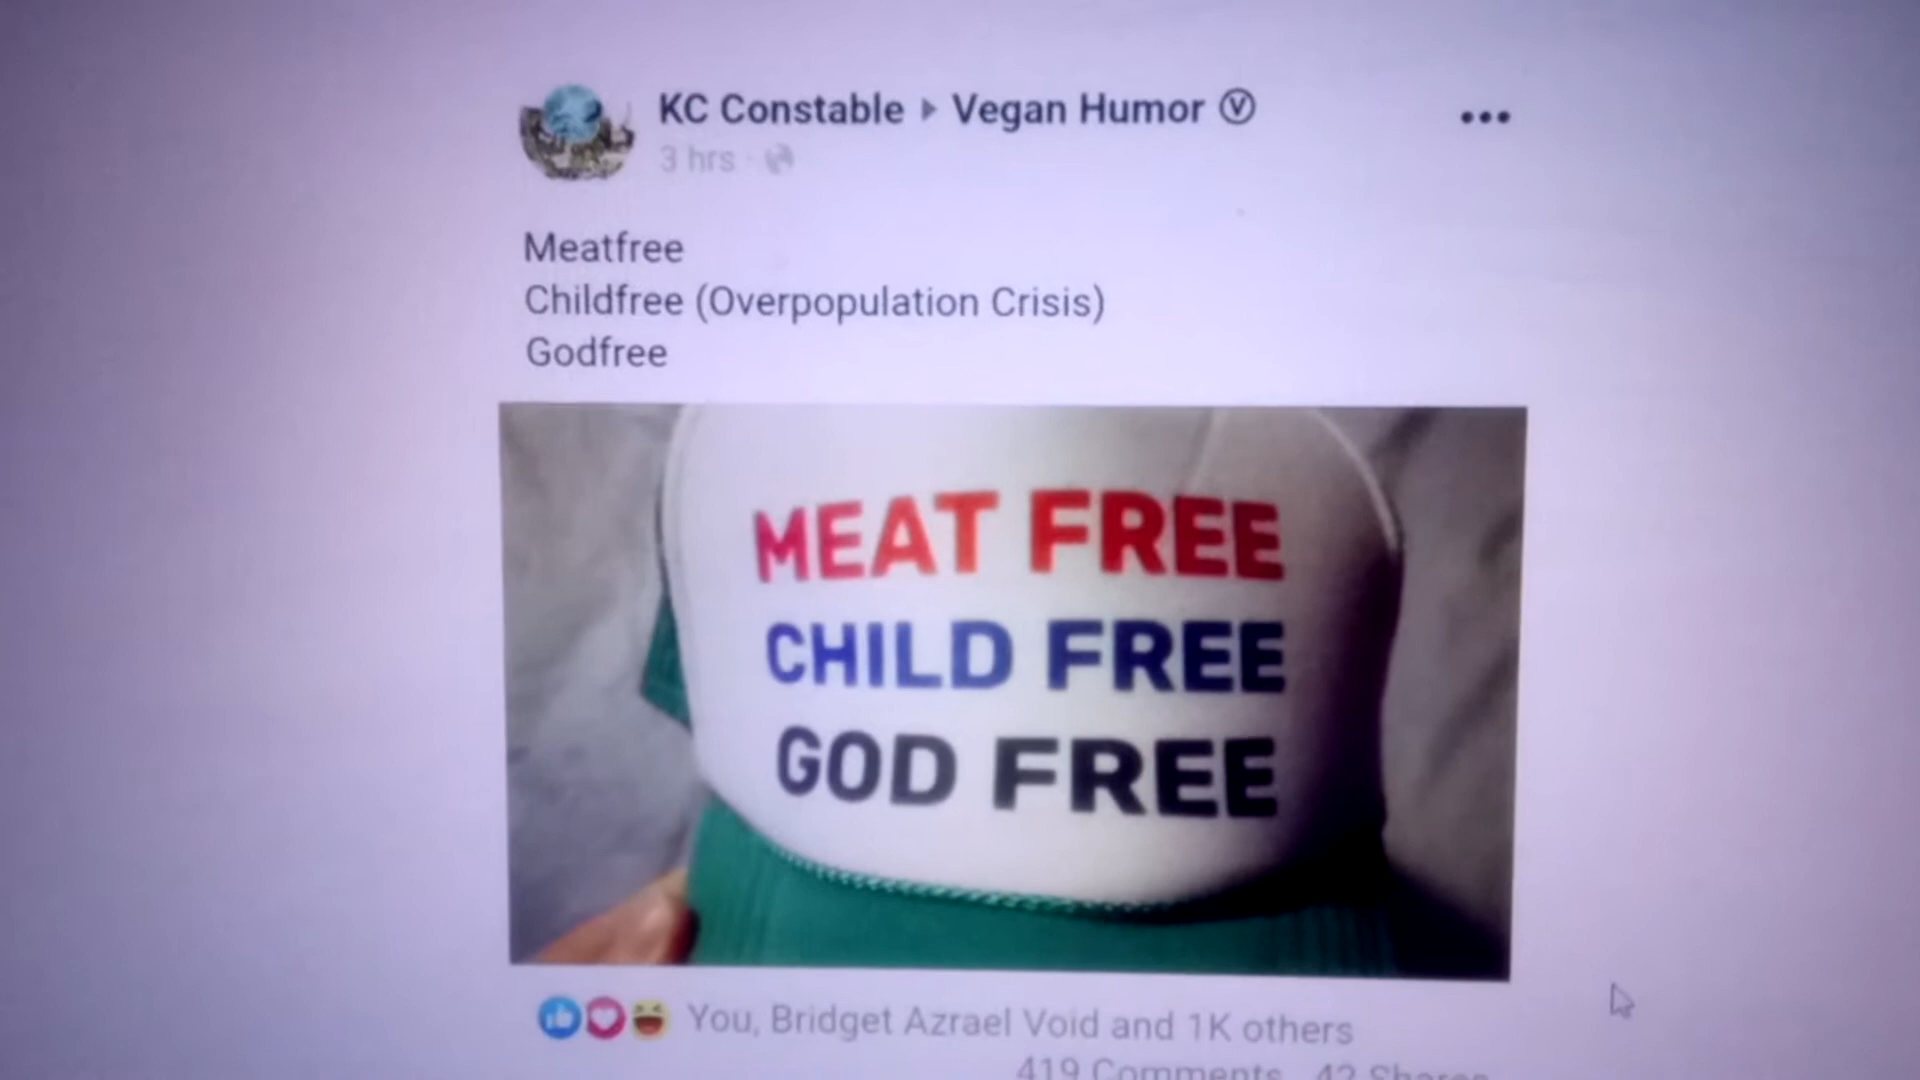 KC Constable ▸ Vegan Humor Ⓥ
3 hrs ·
Meatfree
Childfree (Overpopulation Crisis)
Godfree
MEAT FREE
CHILD FREE
GOD FREE
You, Bridget Azrael Void and 1K others
419 Comments 42 Shares